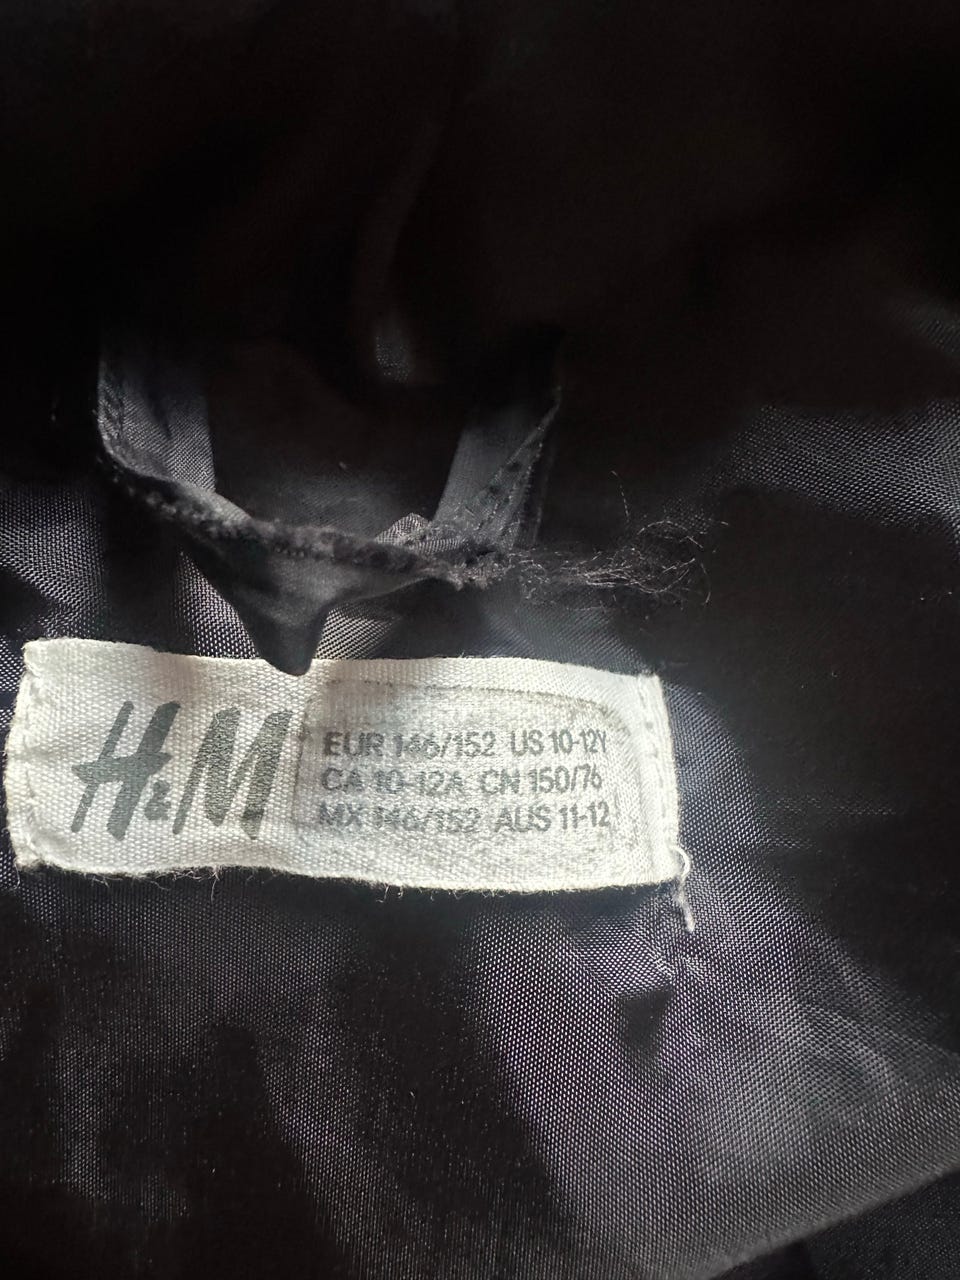 H&M
EUR 146/152 US 10-12Y
CA 10-12A CN 150/76
MX 146/152 AUS 11-12